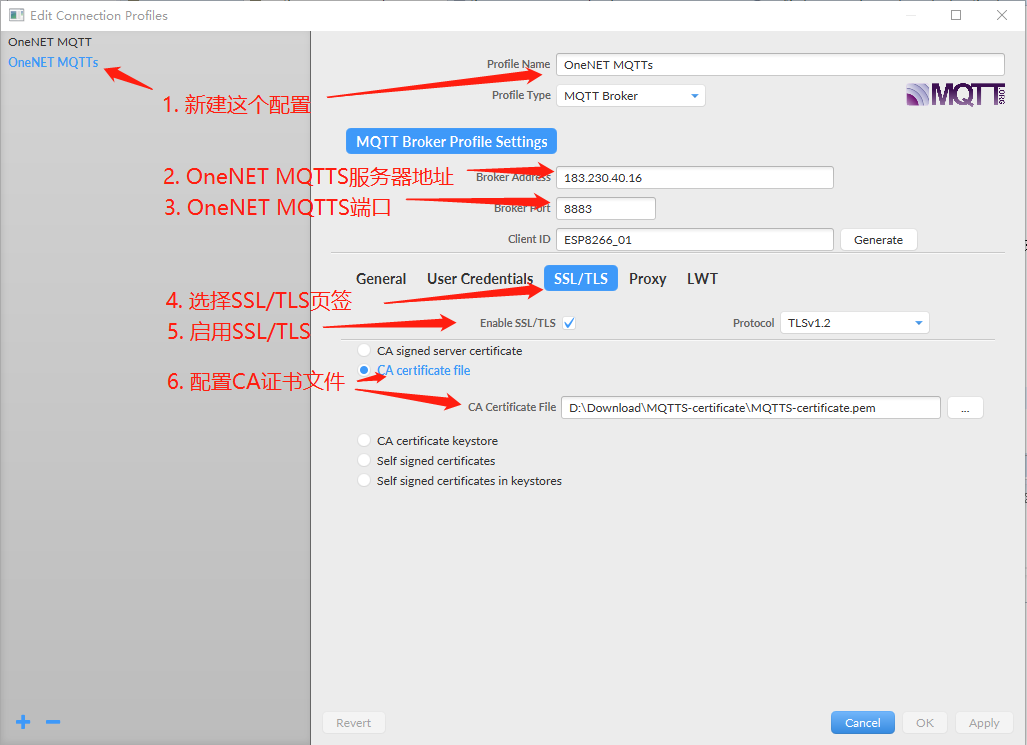 Edit Connection Profiles
OneNET MQTT
OneNET MQTTs
1. 新建这个配置
Profile Name OneNET MQTTs
Profile Type MQTT Broker
MQTT.ORG
MQTT Broker Profile Settings
2. OneNET MQTTS服务器地址
Broker Address 183.230.40.16
3. OneNET MQTTS端口
Broker Port 8883
Client ID ESP8266_01 Generate
General User Credentials SSL/TLS Proxy LWT
4. 选择SSL/TLS页签
5. 启用SSL/TLS
Enable SSL/TLS Protocol TLSv1.2
CA signed server certificate
CA certificate file
6. 配置CA证书文件
CA Certificate File D:\Download\MQTTS-certificate\MQTTS-certificate.pem ...
CA certificate keystore
Self signed certificates
Self signed certificates in keystores
Revert Cancel OK Apply